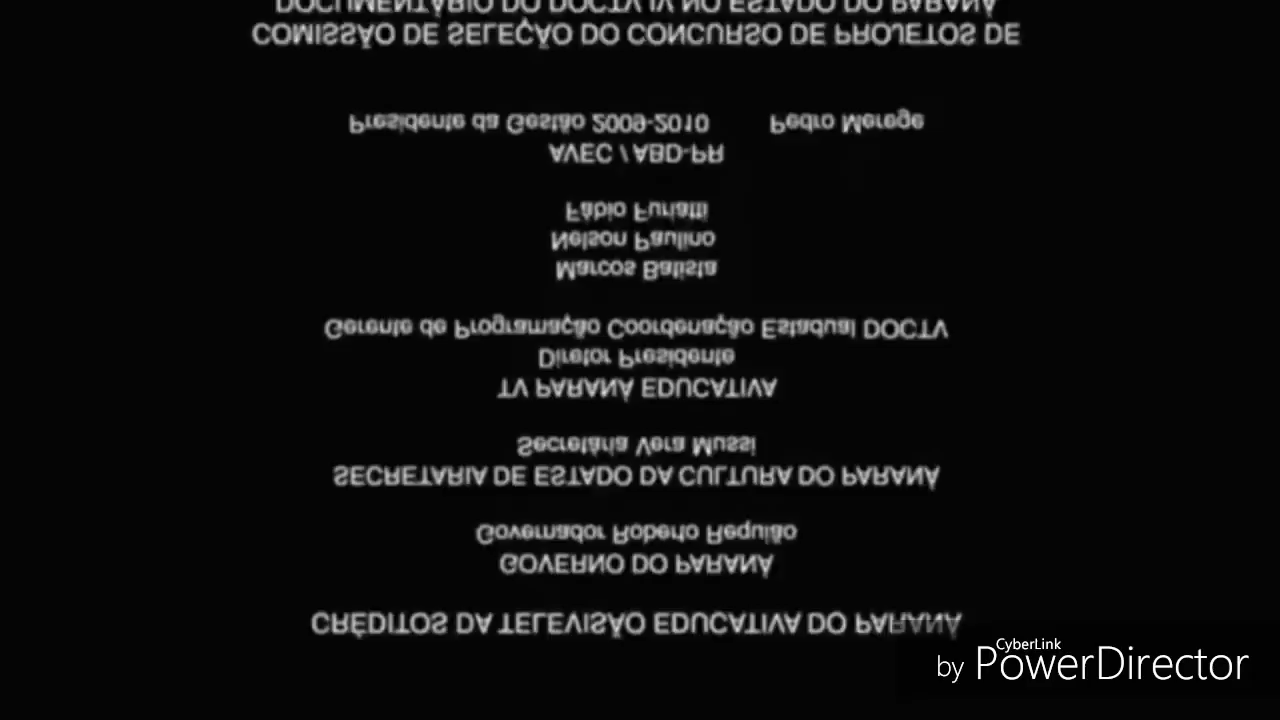 CRÉDITOS DA TELEVISÃO EDUCATIVA DO PARANÁ
GOVERNO DO PARANÁ
Governador Roberto Requião
SECRETARIA DE ESTADO DA CULTURA DO PARANÁ
Secretária Vera Mussi
TV PARANÁ EDUCATIVA
Diretor Presidente
Gerente de Programação Coordenação Estadual DOCTV
Marcos Batista
Nelson Paulino
Fábio Furiatti
AVEC / ABD-PR
Presidente da Gestão 2009-2010 Pedro Merege
COMISSÃO DE SELEÇÃO DO CONCURSO DE PROJETOS DE
DOCUMENTÁRIO DO DOCTV IV NO ESTADO DO PARANÁ
CyberLink
by PowerDirector